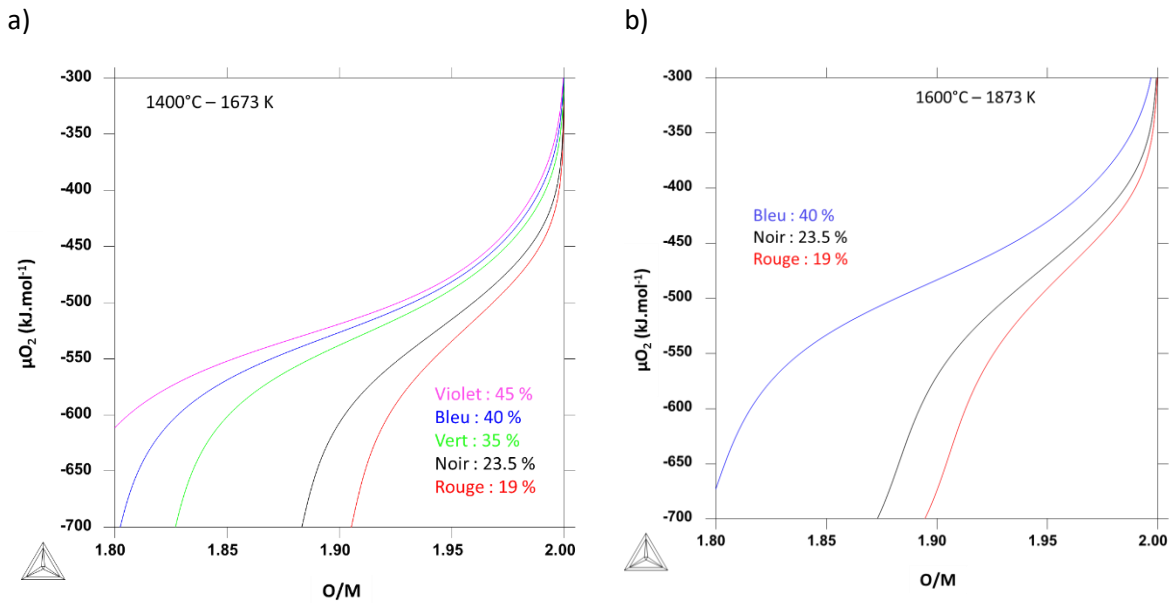 a)
-300
-350
-400
-450
-500
-550
-600
-650
-700
µO₂ (kJ.mol⁻¹)
1400°C – 1673 K
Violet : 45 %
Bleu : 40 %
Vert : 35 %
Noir : 23.5 %
Rouge : 19 %
1.80 1.85 1.90 1.95 2.00
O/M
b)
-300
-350
-400
-450
-500
-550
-600
-650
-700
µO₂ (kJ.mol⁻¹)
1600°C – 1873 K
Bleu : 40 %
Noir : 23.5 %
Rouge : 19 %
1.80 1.85 1.90 1.95 2.00
O/M